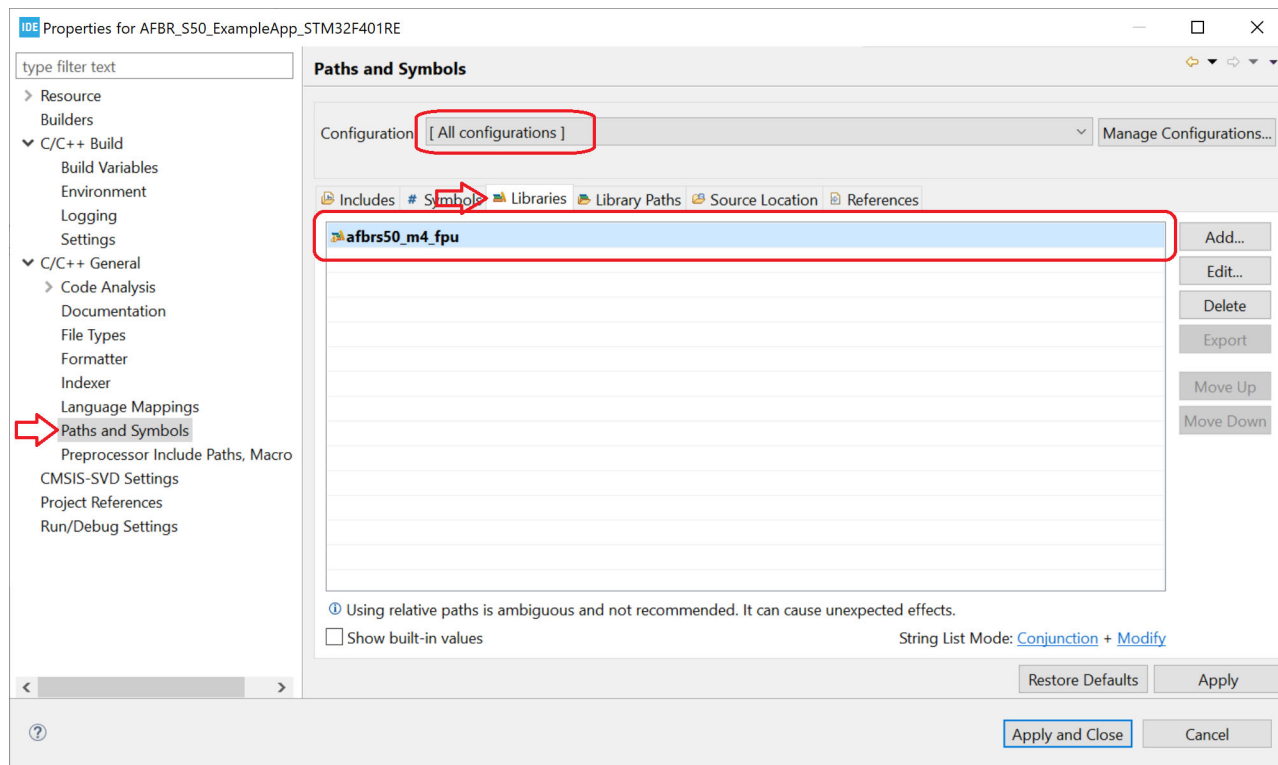 IDE Properties for AFBR_S50_ExampleApp_STM32F401RE
type filter text
Resource
Builders
C/C++ Build
Build Variables
Environment
Logging
Settings
C/C++ General
Code Analysis
Documentation
File Types
Formatter
Indexer
Language Mappings
Paths and Symbols
Preprocessor Include Paths, Macro
CMSIS-SVD Settings
Project References
Run/Debug Settings
Paths and Symbols
Configuration [ All configurations ] Manage Configurations...
Includes # Symbols Libraries Library Paths Source Location References
afbrs50_m4_fpu
Add...
Edit...
Delete
Export
Move Up
Move Down
Using relative paths is ambiguous and not recommended. It can cause unexpected effects.
Show built-in values String List Mode: Conjunction + Modify
Restore Defaults Apply
? Apply and Close Cancel